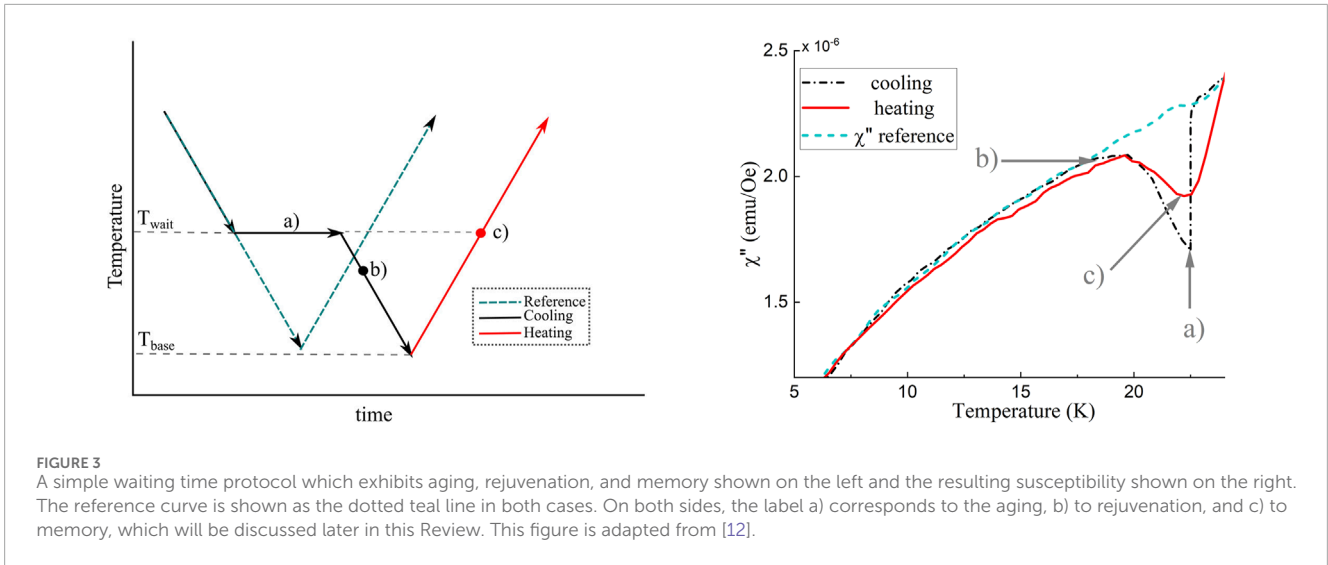 Temperature
T_wait
T_base
a)
b)
c)
Reference
Cooling
Heating
time
2.5 x 10^-6
2.0
1.5
χ" (emu/Oe)
cooling
heating
χ" reference
b)
c)
a)
5 10 15 20
Temperature (K)
FIGURE 3
A simple waiting time protocol which exhibits aging, rejuvenation, and memory shown on the left and the resulting susceptibility shown on the right.
The reference curve is shown as the dotted teal line in both cases. On both sides, the label a) corresponds to the aging, b) to rejuvenation, and c) to
memory, which will be discussed later in this Review. This figure is adapted from [12].